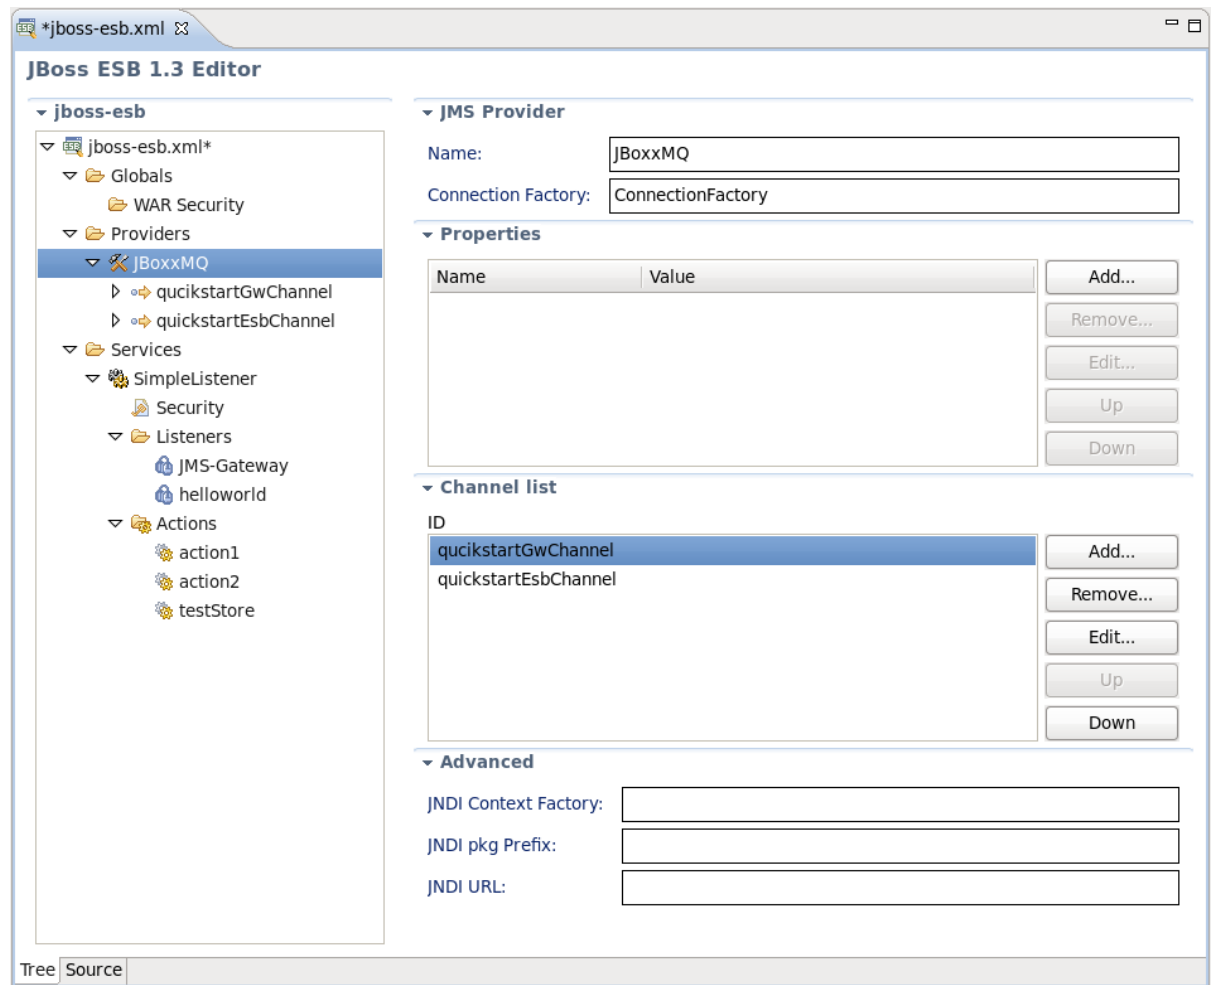 *jboss-esb.xml
JBoss ESB 1.3 Editor
jboss-esb
jboss-esb.xml*
Globals
WAR Security
Providers
JBoxxMQ
qucikstartGwChannel
quickstartEsbChannel
Services
SimpleListener
Security
Listeners
JMS-Gateway
helloworld
Actions
action1
action2
testStore
JMS Provider
Name: JBoxxMQ
Connection Factory: ConnectionFactory
Properties
Name Value
Add...
Remove...
Edit...
Up
Down
Channel list
ID
qucikstartGwChannel
quickstartEsbChannel
Add...
Remove...
Edit...
Up
Down
Advanced
JNDI Context Factory:
JNDI pkg Prefix:
JNDI URL:
Tree Source